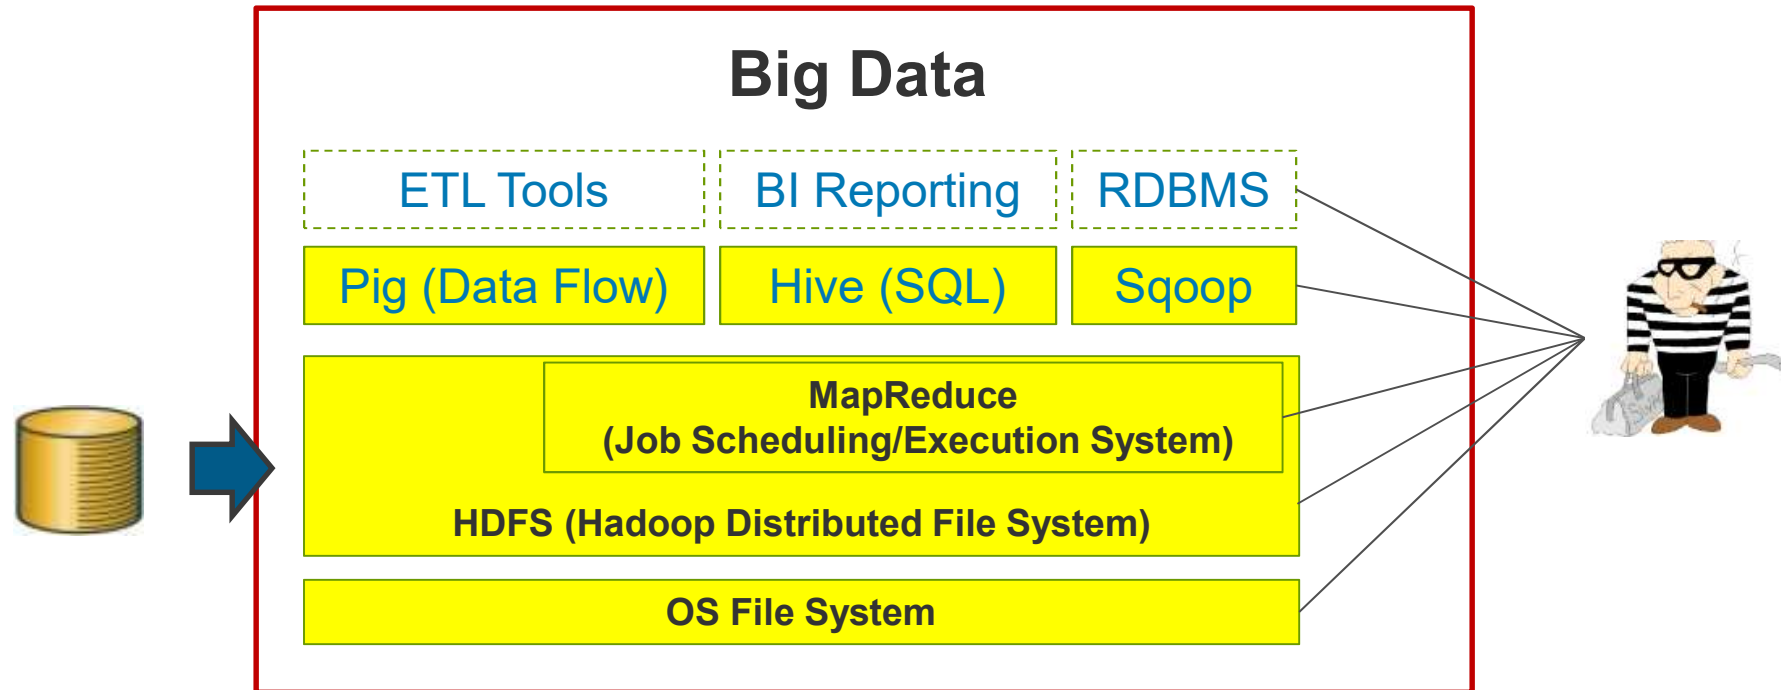 Big Data
ETL Tools
BI Reporting
RDBMS
Pig (Data Flow)
Hive (SQL)
Sqoop
MapReduce
(Job Scheduling/Execution System)
HDFS (Hadoop Distributed File System)
OS File System